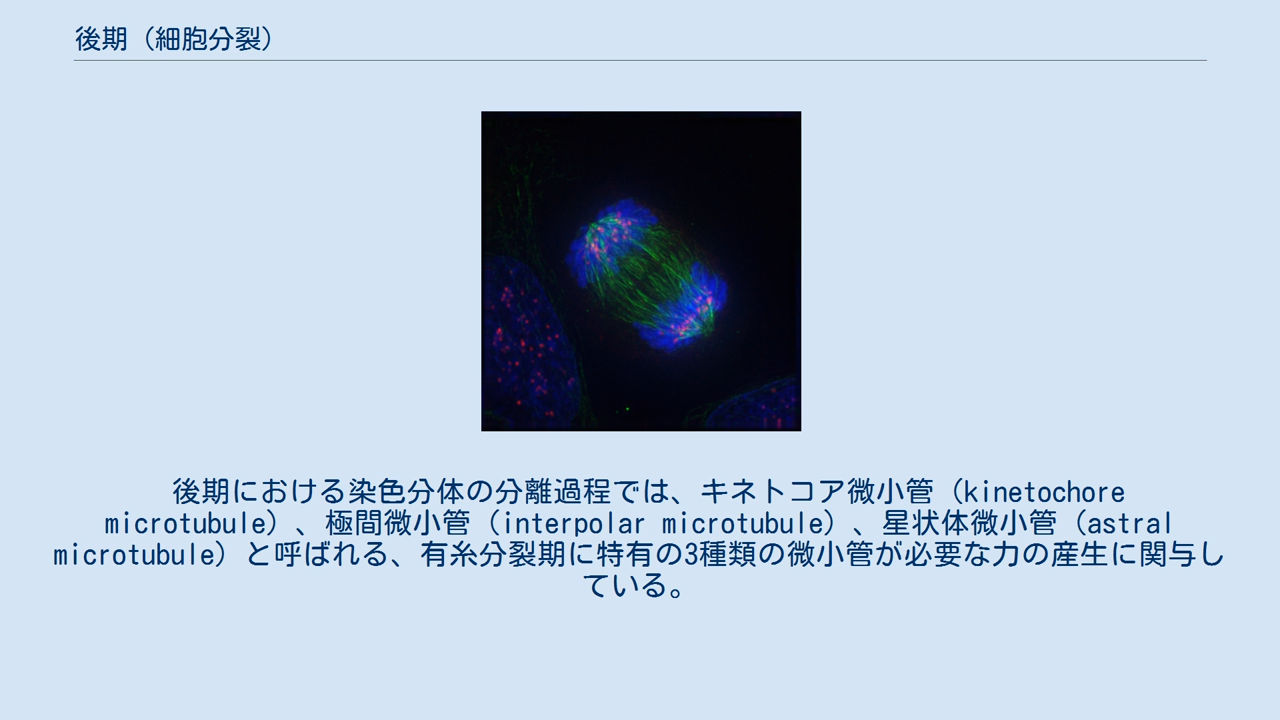 後期（細胞分裂）
後期における染色分体の分離過程では、キネトコア微小管（kinetochore
microtubule）、極間微小管（interpolar microtubule）、星状体微小管（astral
microtubule）と呼ばれる、有糸分裂期に特有の3種類の微小管が必要な力の産生に関与し
ている。